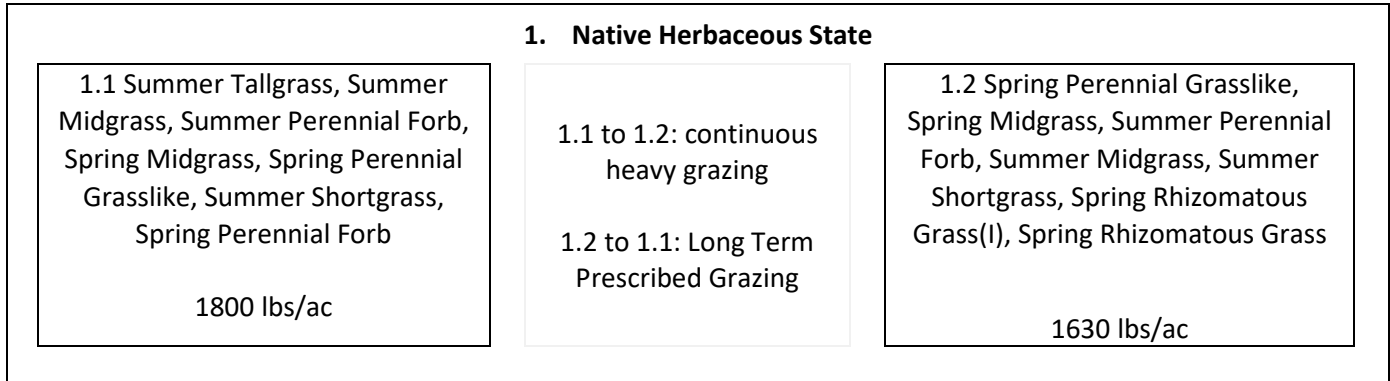 1. Native Herbaceous State
1.1 Summer Tallgrass, Summer
Midgrass, Summer Perennial Forb,
Spring Midgrass, Spring Perennial
Grasslike, Summer Shortgrass,
Spring Perennial Forb
1800 lbs/ac
1.1 to 1.2: continuous
heavy grazing
1.2 to 1.1: Long Term
Prescribed Grazing
1.2 Spring Perennial Grasslike,
Spring Midgrass, Summer Perennial
Forb, Summer Midgrass, Summer
Shortgrass, Spring Rhizomatous
Grass(I), Spring Rhizomatous Grass
1630 lbs/ac